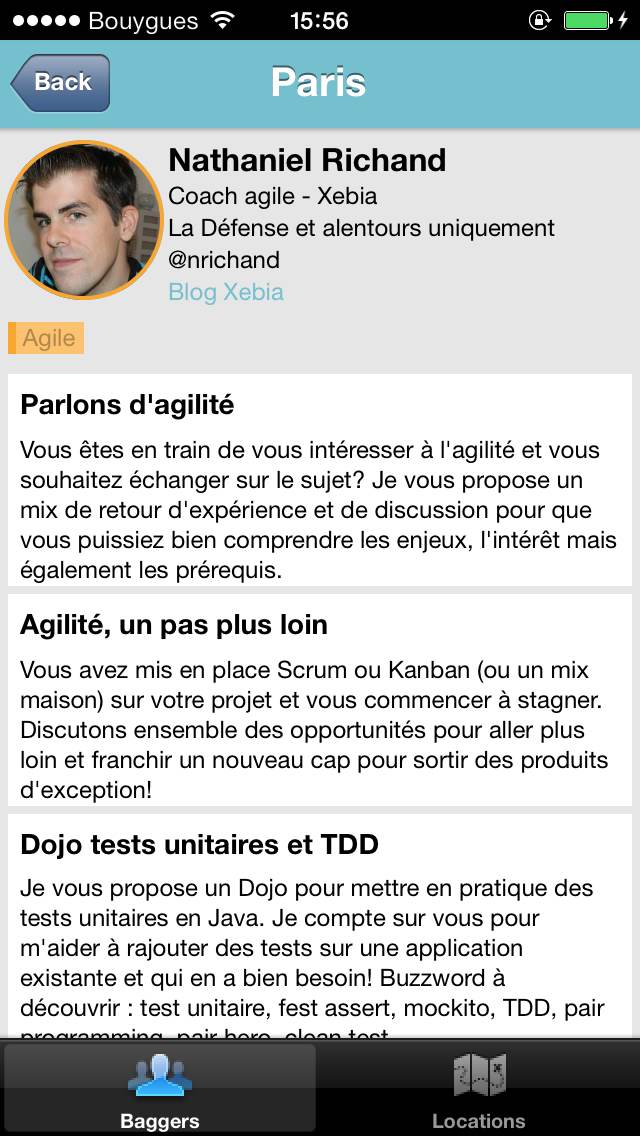 Bouygues 15:56
Back
Paris
Nathaniel Richand
Coach agile - Xebia
La Défense et alentours uniquement
@nrichand
Blog Xebia
Agile
Parlons d'agilité
Vous êtes en train de vous intéresser à l'agilité et vous
souhaitez échanger sur le sujet? Je vous propose un
mix de retour d'expérience et de discussion pour que
vous puissiez bien comprendre les enjeux, l'intérêt mais
également les prérequis.
Agilité, un pas plus loin
Vous avez mis en place Scrum ou Kanban (ou un mix
maison) sur votre projet et vous commencer à stagner.
Discutons ensemble des opportunités pour aller plus
loin et franchir un nouveau cap pour sortir des produits
d'exception!
Dojo tests unitaires et TDD
Je vous propose un Dojo pour mettre en pratique des
tests unitaires en Java. Je compte sur vous pour
m'aider à rajouter des tests sur une application
existante et qui en a bien besoin! Buzzword à
découvrir : test unitaire, fest assert, mockito, TDD, pair
programming, pair hero, clean test
Baggers
Locations